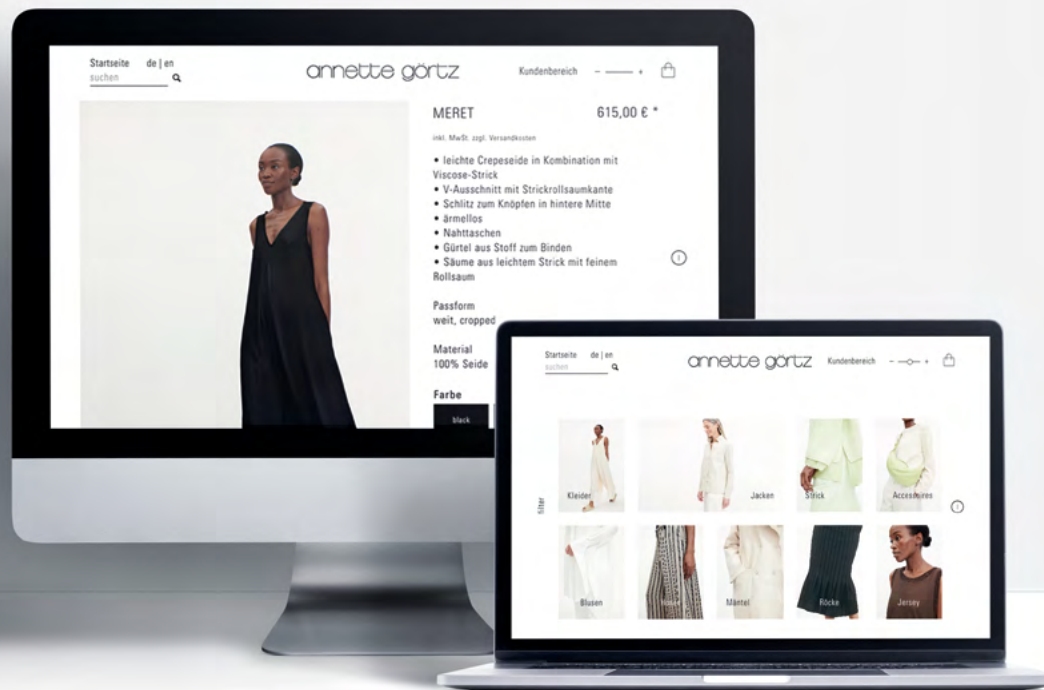 Startseite de | en
suchen
annette görtz
Kundenbereich - +
MERET 615,00 € *
inkl. MwSt. zzgl. Versandkosten
• leichte Crepeseide in Kombination mit
Viscose-Strick
• V-Ausschnitt mit Strickrollsaumkante
• Schlitz zum Knöpfen in hintere Mitte
• ärmellos
• Nahttaschen
• Gürtel aus Stoff zum Binden
• Säume aus leichtem Strick mit feinem
Rollsaum
Passform
weit, cropped
Material
100% Seide
Farbe
black
Startseite de | en
suchen
annette görtz
Kundenbereich - +
filter
Kleider
Jacken
Strick
Accessoires
Blusen
Mäntel
Röcke
Jersey